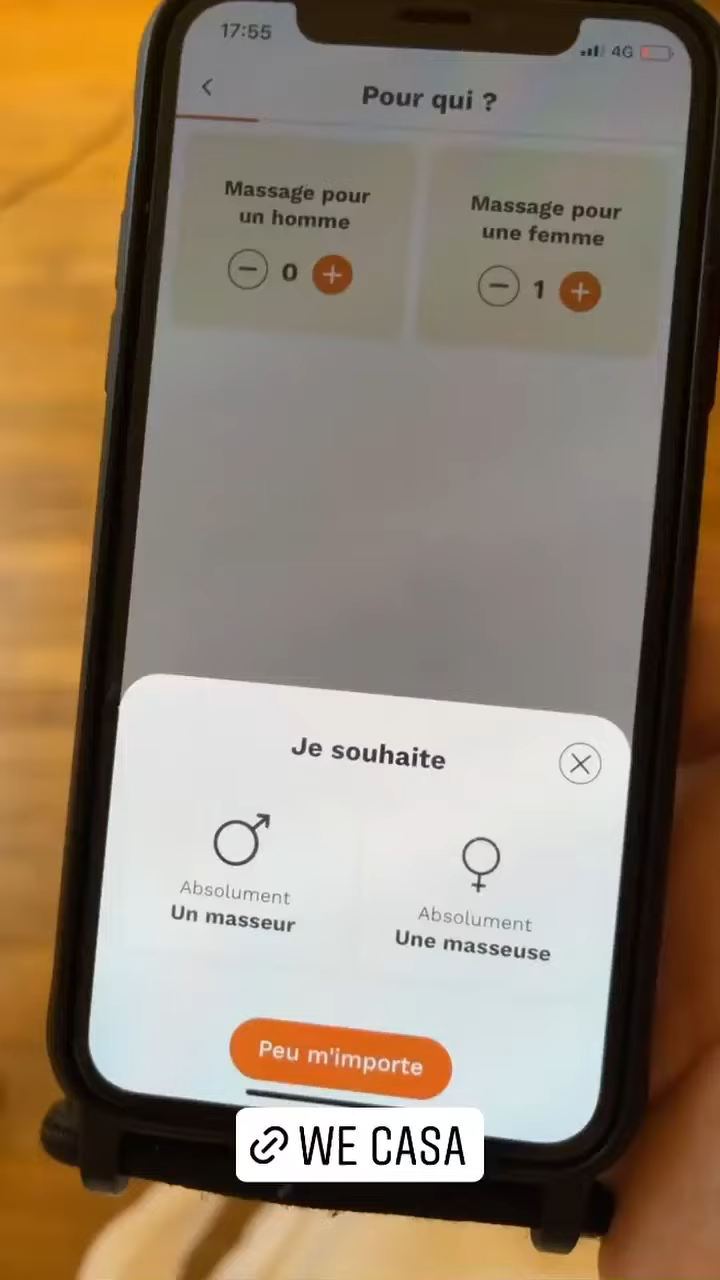 17:55
4G
Pour qui ?
Massage pour
un homme
0
Massage pour
une femme
1
Je souhaite
Absolument
Un masseur
Absolument
Une masseuse
Peu m'importe
WE CASA